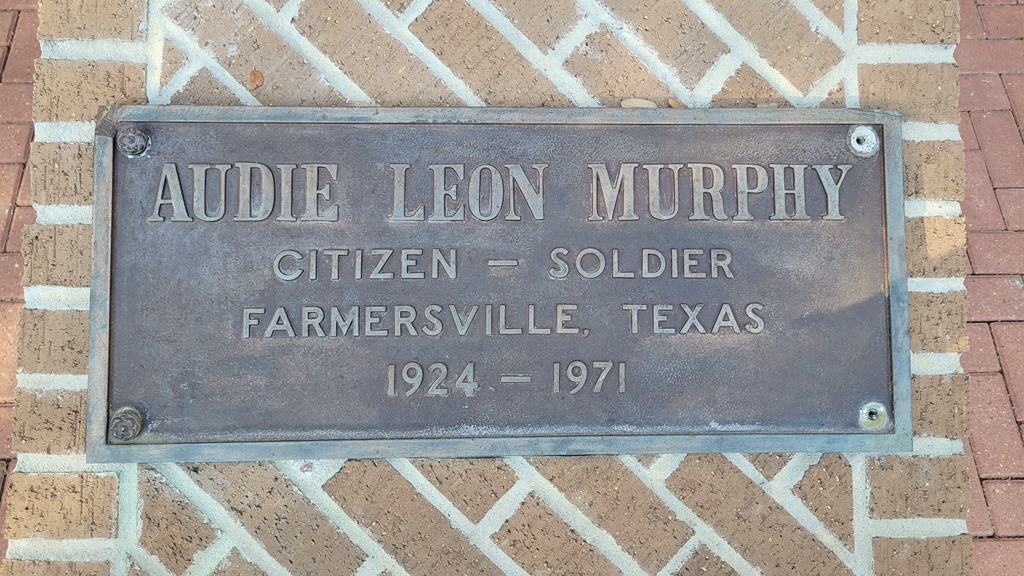 AUDIE LEON MURPHY
CITIZEN – SOLDIER
FARMERSVILLE, TEXAS
1924 – 1971